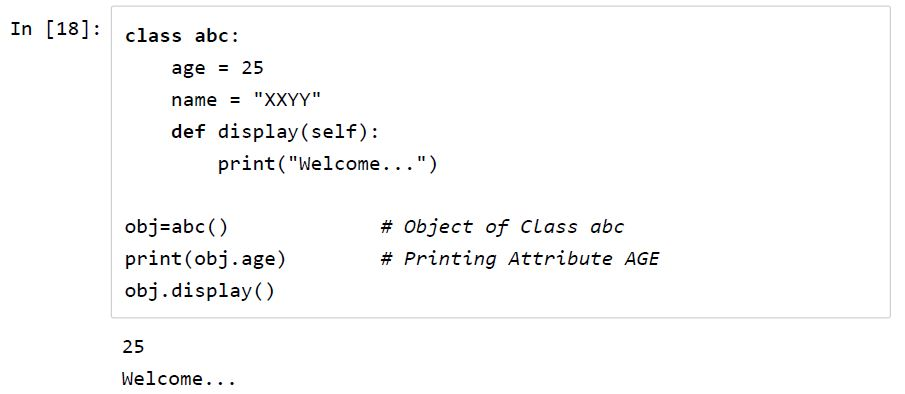 In [18]: class abc:
age = 25
name = "XXYY"
def display(self):
print("Welcome...")
obj=abc() # Object of Class abc
print(obj.age) # Printing Attribute AGE
obj.display()
25
Welcome...